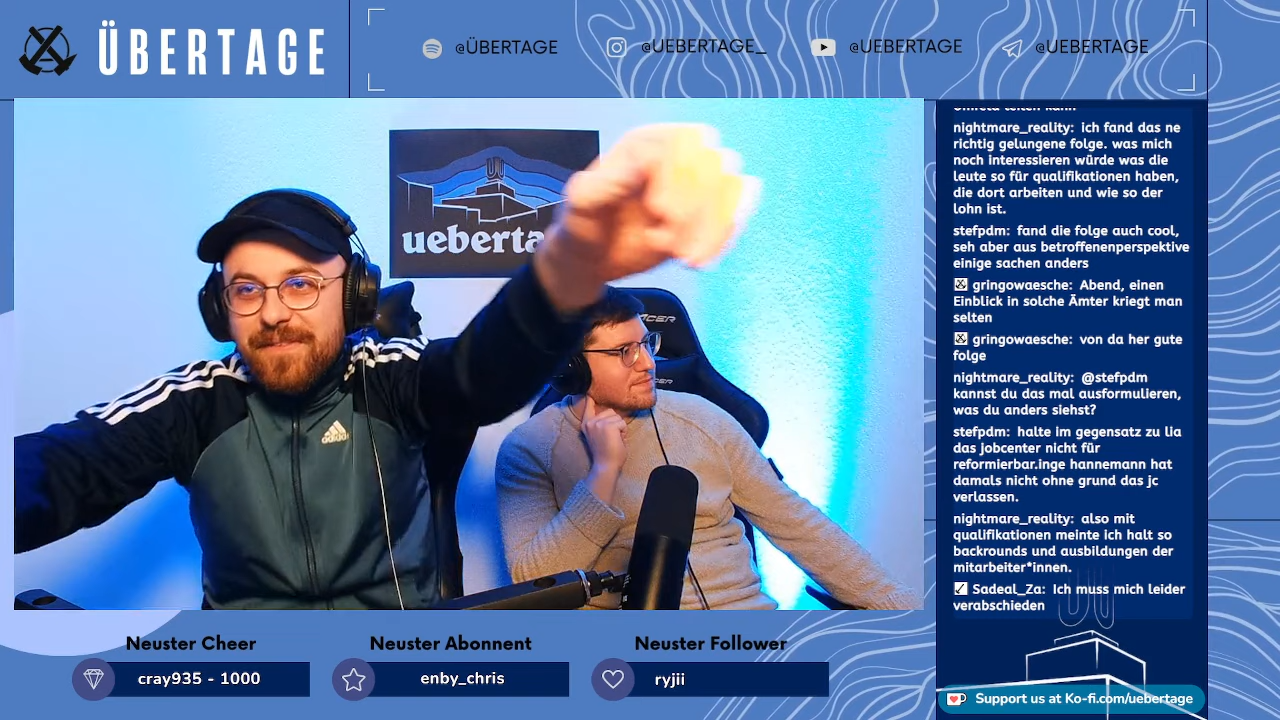 ÜBERTAGE
@ÜBERTAGE
@UEBERTAGE_
@UEBERTAGE
@UEBERTAGE
ueberta
adidas
nightmare_reality: ich fand das ne
richtig gelungene folge. was mich
noch interessieren würde was die
leute so für qualifikationen haben,
die dort arbeiten und wie so der
lohn ist.
stefpdm: fand die folge auch cool,
seh aber aus betroffenenperspektive
einige sachen anders
gringowaesche: Abend, einen
Einblick in solche Ämter kriegt man
selten
gringowaesche: von da her gute
folge
nightmare_reality: @stefpdm
kannst du das mal ausformulieren,
was du anders siehst?
stefpdm: halte im gegensatz zu lia
das jobcenter nicht für
reformierbar.inge hannemann hat
damals nicht ohne grund das jc
verlassen.
nightmare_reality: also mit
qualifikationen meinte ich halt so
backrounds und ausbildungen der
mitarbeiter*innen.
Sadeal_Za: Ich muss mich leider
verabschieden
Neuster Cheer
cray935 - 1000
Neuster Abonnent
enby_chris
Neuster Follower
ryjii
Support us at Ko-fi.com/uebertage